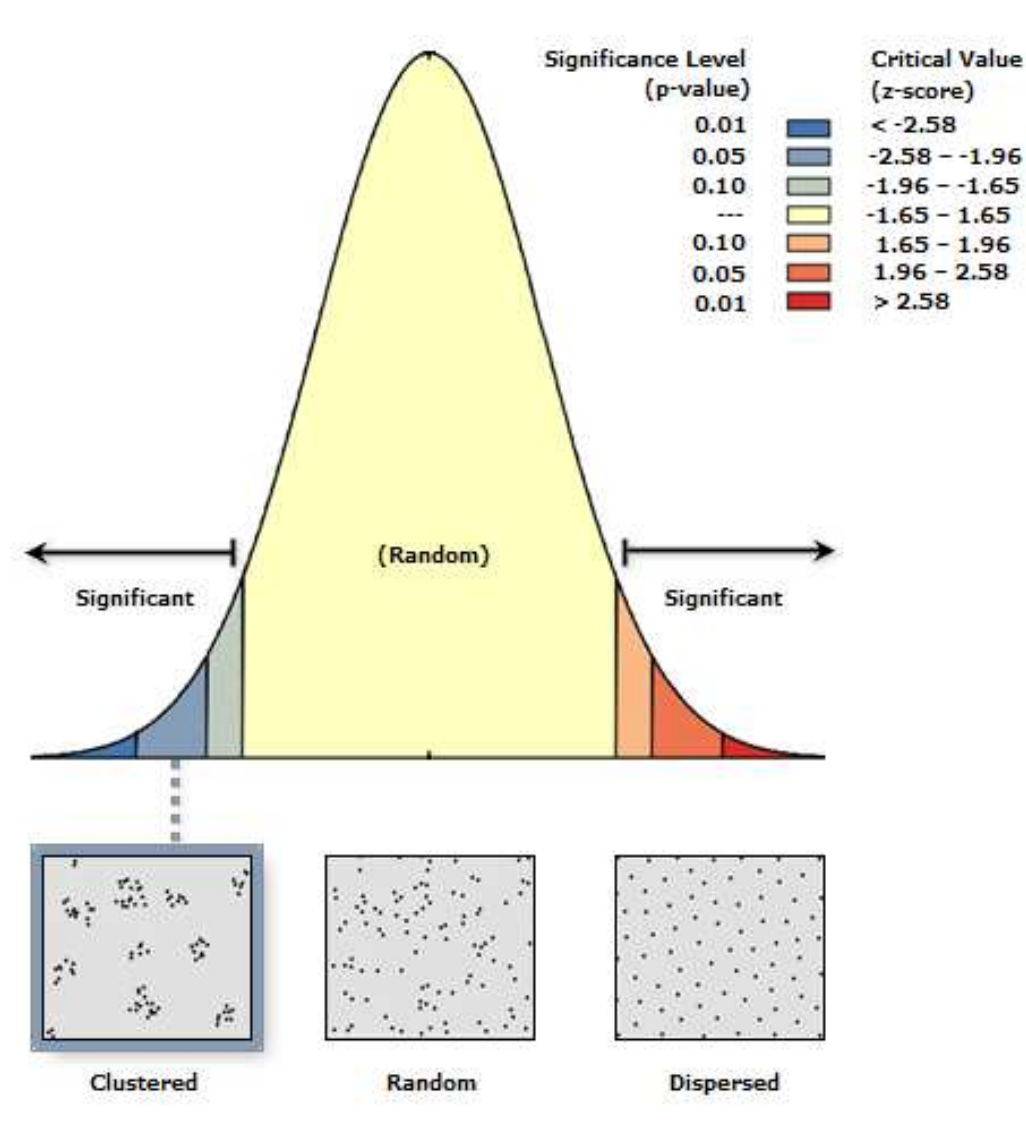 Significance Level Critical Value
(p-value) (z-score)
0.01 < -2.58
0.05 -2.58 – -1.96
0.10 -1.96 – -1.65
--- -1.65 – 1.65
0.10 1.65 – 1.96
0.05 1.96 – 2.58
0.01 > 2.58
(Random)
Significant Significant
Clustered Random Dispersed